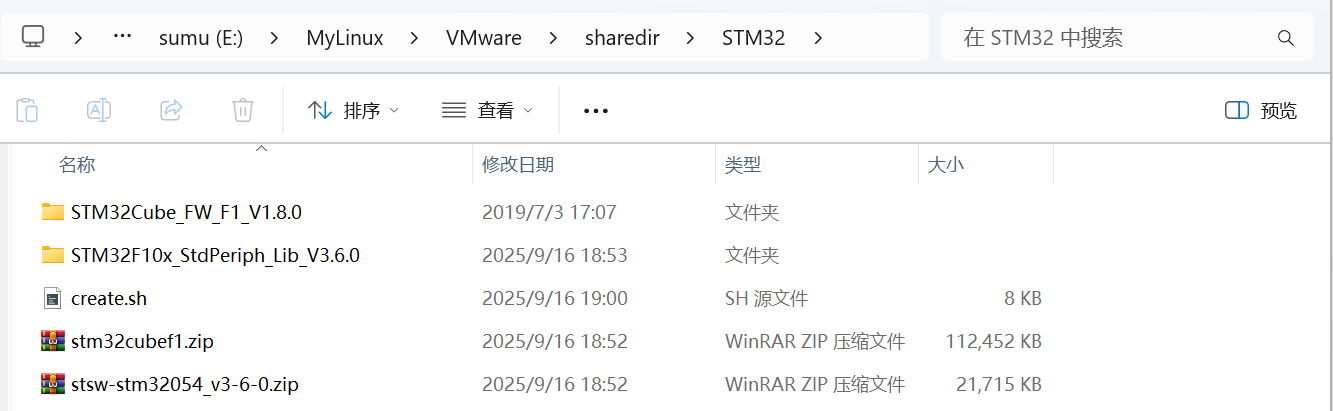 ··· sumu (E:) MyLinux VMware sharedir STM32 在 STM32 中搜索
排序 查看 ··· 预览
名称 修改日期 类型 大小
STM32Cube_FW_F1_V1.8.0 2019/7/3 17:07 文件夹
STM32F10x_StdPeriph_Lib_V3.6.0 2025/9/16 18:53 文件夹
create.sh 2025/9/16 19:00 SH 源文件 8 KB
stm32cubef1.zip 2025/9/16 18:52 WinRAR ZIP 压缩文件 112,452 KB
stsw-stm32054_v3-6-0.zip 2025/9/16 18:52 WinRAR ZIP 压缩文件 21,715 KB